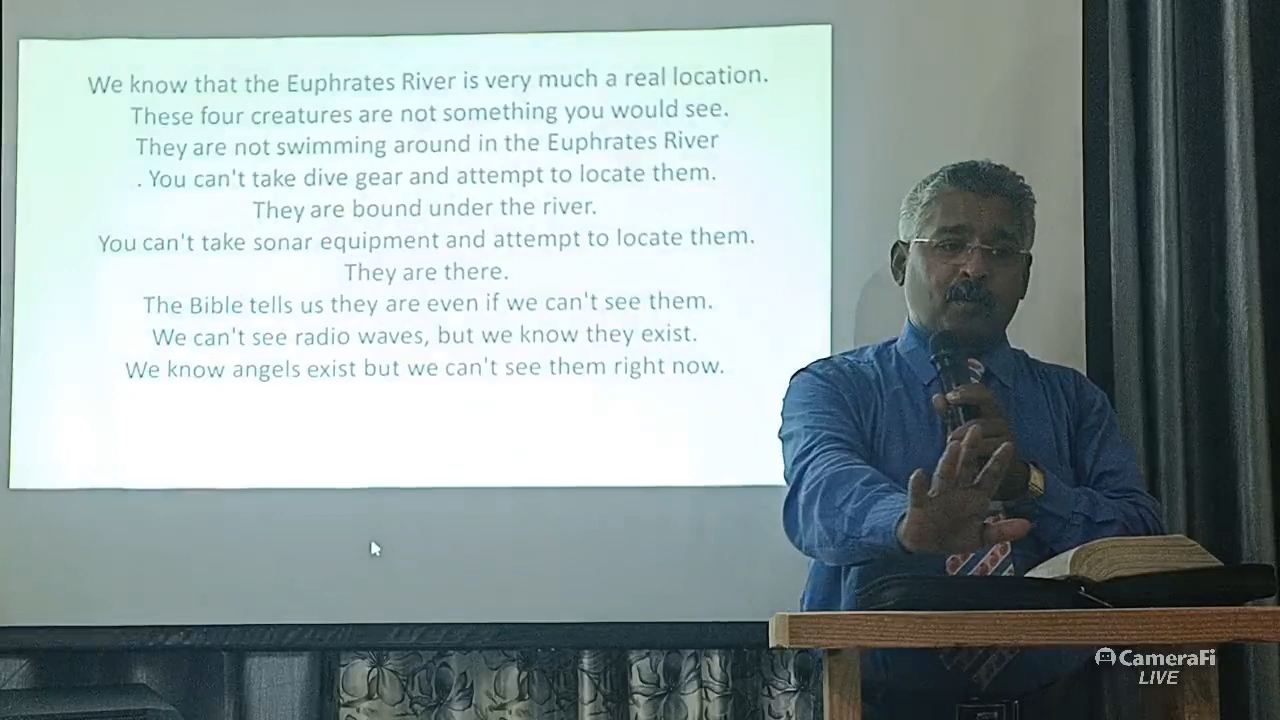 We know that the Euphrates River is very much a real location.
These four creatures are not something you would see.
They are not swimming around in the Euphrates River
. You can't take dive gear and attempt to locate them.
They are bound under the river.
You can't take sonar equipment and attempt to locate them.
They are there.
The Bible tells us they are even if we can't see them.
We can't see radio waves, but we know they exist.
We know angels exist but we can't see them right now.
CameraFi
LIVE